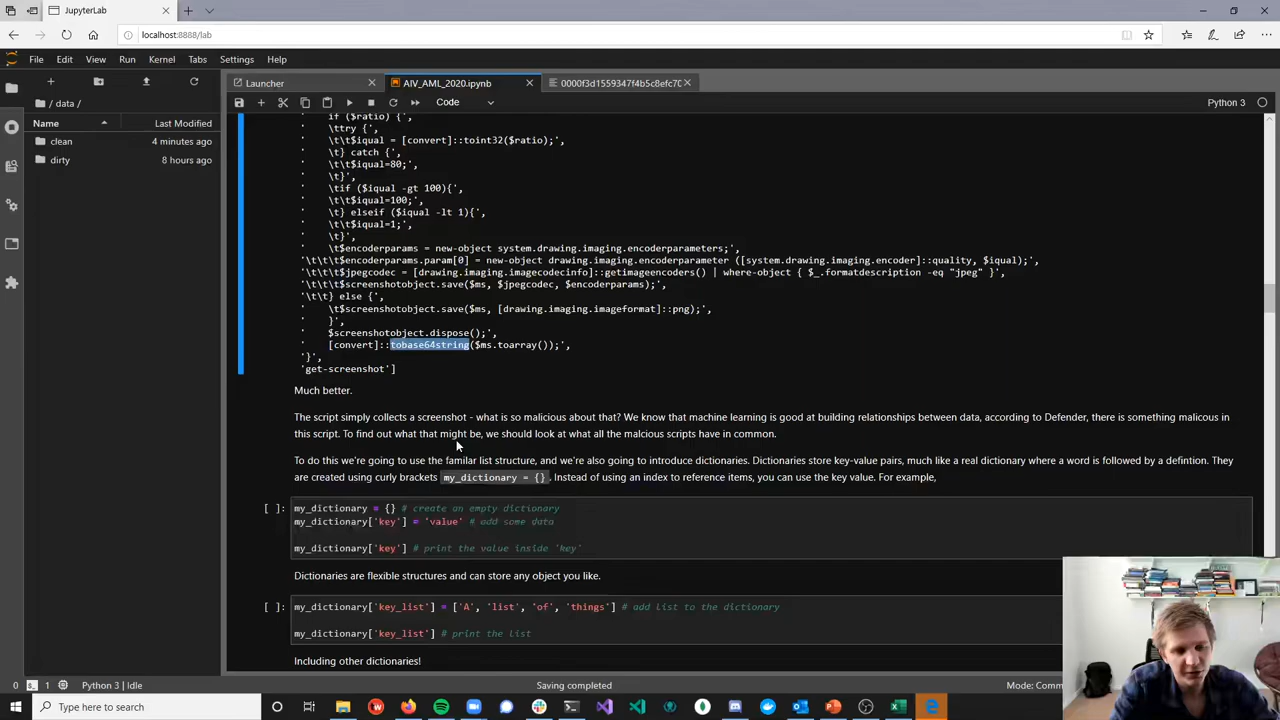 JupyterLab
localhost:8888/lab
File Edit View Run Kernel Tabs Settings Help
Launcher
AIV_AML_2020.ipynb
0000f3d1559347f4b5c8efc7C
Code
Python 3
/ data /
Name Last Modified
clean 4 minutes ago
dirty 8 hours ago
' if ($ratio) {',
' \ttry {',
' \t\t$iqual = [convert]::toint32($ratio);',
' \t} catch {',
' \t\t$iqual=80;',
' \t}',
' \tif ($iqual -gt 100){',
' \t\t$iqual=100;',
' \t} elseif ($iqual -lt 1){',
' \t\t$iqual=1;',
' \t}',
' \t$encoderparams = new-object system.drawing.imaging.encoderparameters;',
'\t\t\t\t$encoderparams.param[0] = new-object drawing.imaging.encoderparameter ([system.drawing.imaging.encoder]::quality, $iqual);',
'\t\t\t\t$jpegcodec = [drawing.imaging.imagecodecinfo]::getimageencoders() | where-object { $_.formatdescription -eq "jpeg" }',
'\t\t\t\t$screenshotobject.save($ms, $jpegcodec, $encoderparams);',
'\t\t} else {',
' \t$screenshotobject.save($ms, [drawing.imaging.imageformat]::png);',
' }',
' $screenshotobject.dispose();',
' [convert]::tobase64string($ms.toarray());',
'}',
'get-screenshot']
Much better.
The script simply collects a screenshot - what is so malicious about that? We know that machine learning is good at building relationships between data, according to Defender, there is something malicous in
this script. To find out what that might be, we should look at what all the malcious scripts have in common.
To do this we're going to use the familar list structure, and we're also going to introduce dictionaries. Dictionaries store key-value pairs, much like a real dictionary where a word is followed by a defintion. They
are created using curly brackets my_dictionary = {} . Instead of using an index to reference items, you can use the key value. For example,
[ ]: my_dictionary = {} # create an empty dictionary
my_dictionary['key'] = 'value' # add some data
my_dictionary['key'] # print the value inside 'key'
Dictionaries are flexible structures and can store any object you like.
[ ]: my_dictionary['key_list'] = ['A', 'list', 'of', 'things'] # add list to the dictionary
my_dictionary['key_list'] # print the list
Including other dictionaries!
0 1 Python 3 | Idle Saving completed Mode: Comm
Type here to search